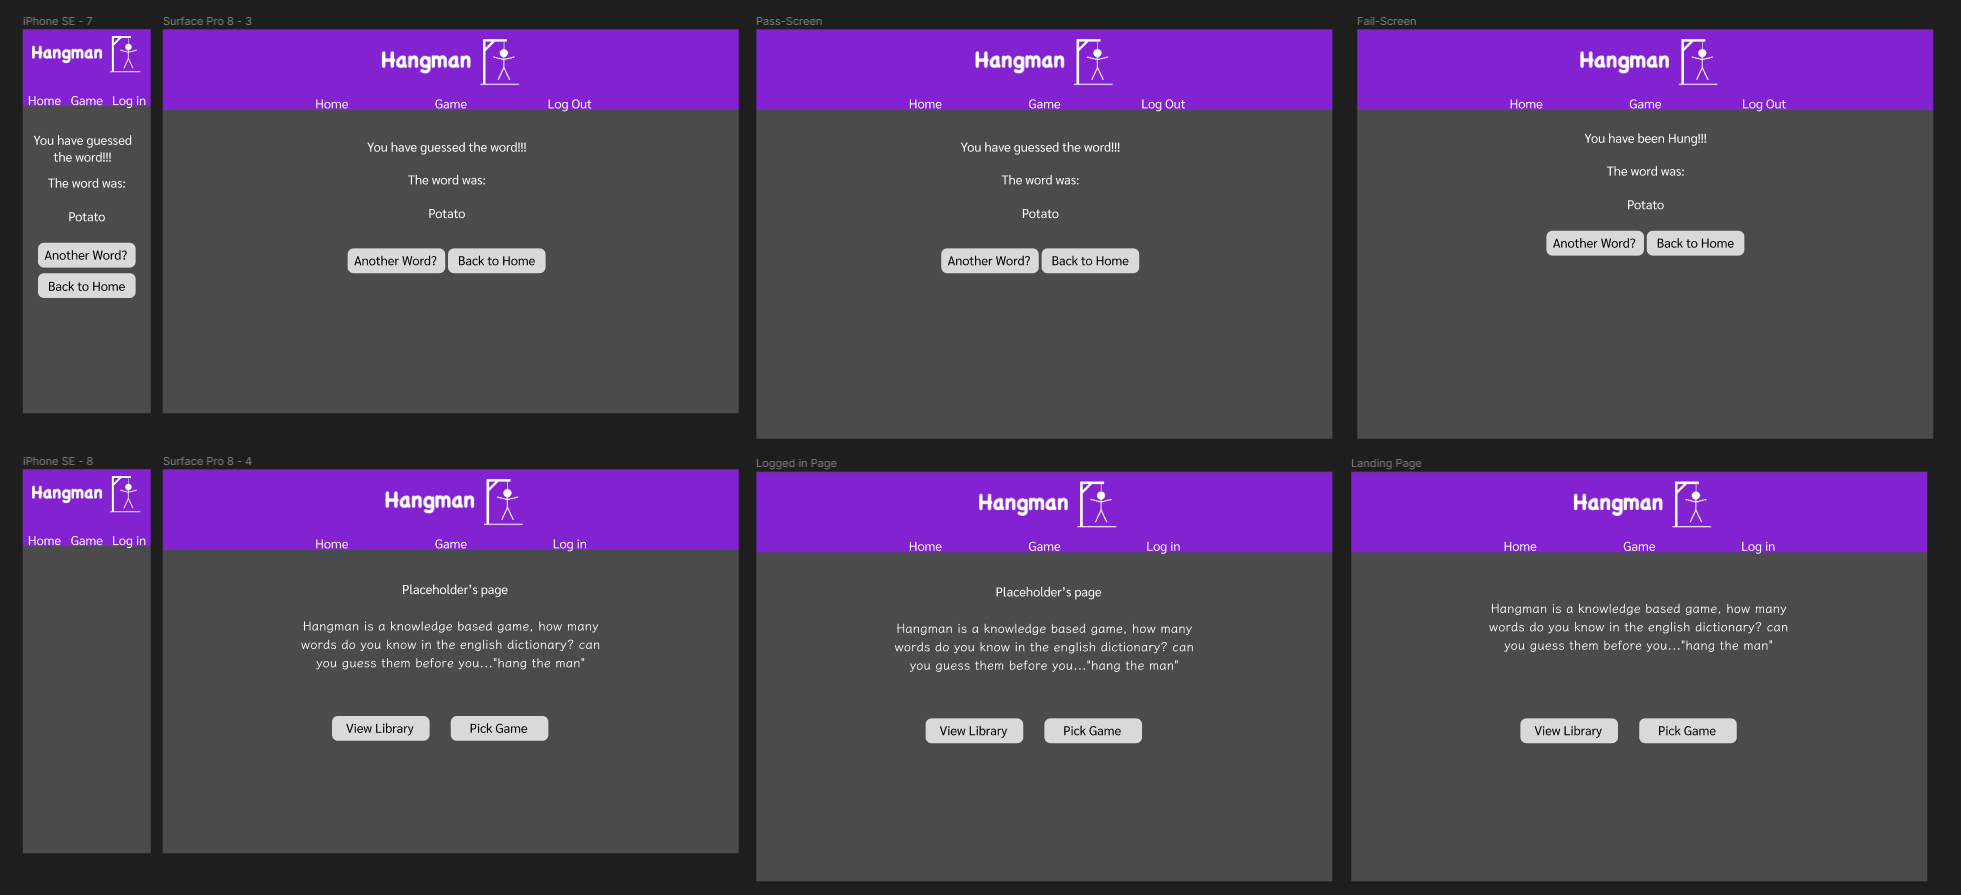 iPhone SE - 7
Hangman
Home Game Log in
You have guessed
the word!!!
The word was:
Potato
Another Word?
Back to Home
Surface Pro 8 - 3
Hangman
Home Game Log Out
You have guessed the word!!!
The word was:
Potato
Another Word? Back to Home
Pass-Screen
Hangman
Home Game Log Out
You have guessed the word!!!
The word was:
Potato
Another Word? Back to Home
Fail-Screen
Hangman
Home Game Log Out
You have been Hung!!!
The word was:
Potato
Another Word? Back to Home
iPhone SE - 8
Hangman
Home Game Log in
Surface Pro 8 - 4
Hangman
Home Game Log in
Placeholder's page
Hangman is a knowledge based game, how many
words do you know in the english dictionary? can
you guess them before you..."hang the man"
View Library Pick Game
Logged in Page
Hangman
Home Game Log in
Placeholder's page
Hangman is a knowledge based game, how many
words do you know in the english dictionary? can
you guess them before you..."hang the man"
View Library Pick Game
Landing Page
Hangman
Home Game Log in
Hangman is a knowledge based game, how many
words do you know in the english dictionary? can
you guess them before you..."hang the man"
View Library Pick Game